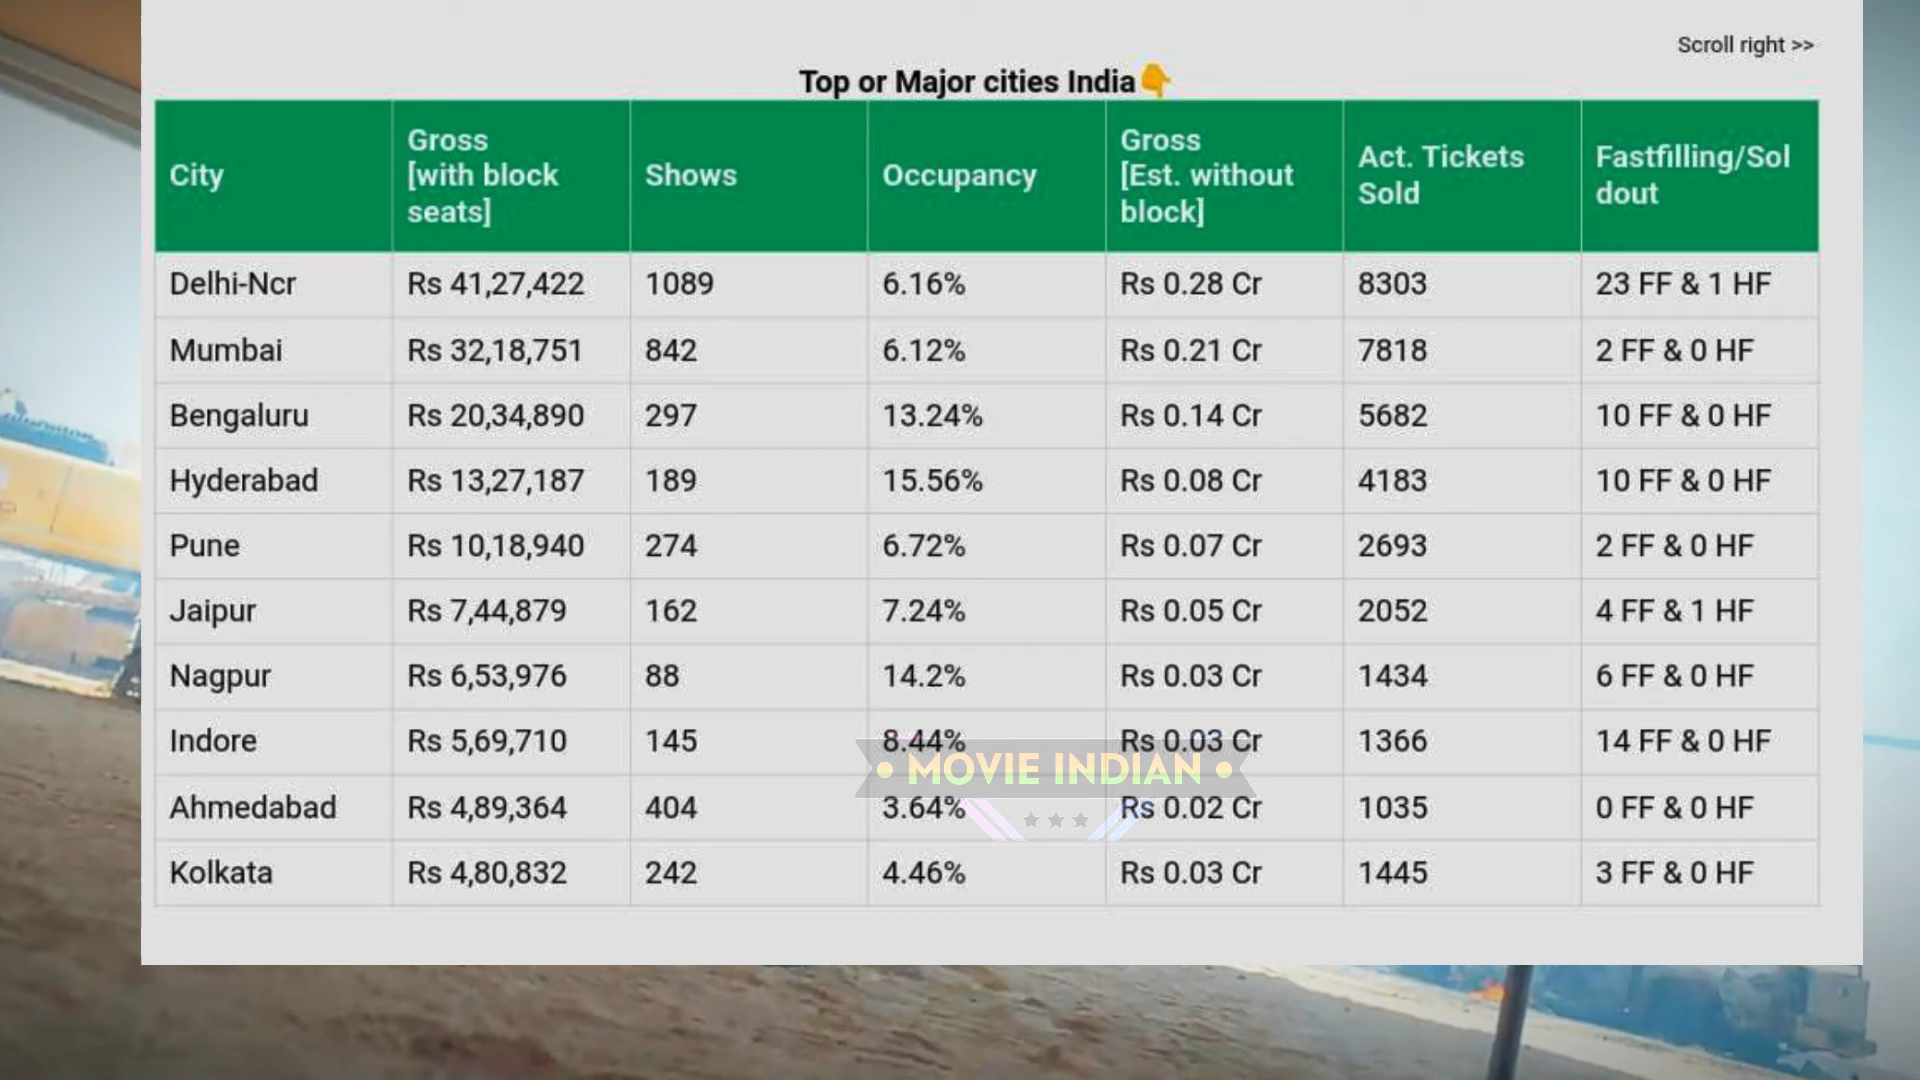 Scroll right >>
Top or Major cities India👇
City | Gross [with block seats] | Shows | Occupancy | Gross [Est. without block] | Act. Tickets Sold | Fastfilling/Soldout
Delhi-Ncr | Rs 41,27,422 | 1089 | 6.16% | Rs 0.28 Cr | 8303 | 23 FF & 1 HF
Mumbai | Rs 32,18,751 | 842 | 6.12% | Rs 0.21 Cr | 7818 | 2 FF & 0 HF
Bengaluru | Rs 20,34,890 | 297 | 13.24% | Rs 0.14 Cr | 5682 | 10 FF & 0 HF
Hyderabad | Rs 13,27,187 | 189 | 15.56% | Rs 0.08 Cr | 4183 | 10 FF & 0 HF
Pune | Rs 10,18,940 | 274 | 6.72% | Rs 0.07 Cr | 2693 | 2 FF & 0 HF
Jaipur | Rs 7,44,879 | 162 | 7.24% | Rs 0.05 Cr | 2052 | 4 FF & 1 HF
Nagpur | Rs 6,53,976 | 88 | 14.2% | Rs 0.03 Cr | 1434 | 6 FF & 0 HF
Indore | Rs 5,69,710 | 145 | 8.44% | Rs 0.03 Cr | 1366 | 14 FF & 0 HF
• MOVIE INDIAN •
Ahmedabad | Rs 4,89,364 | 404 | 3.64% | Rs 0.02 Cr | 1035 | 0 FF & 0 HF
Kolkata | Rs 4,80,832 | 242 | 4.46% | Rs 0.03 Cr | 1445 | 3 FF & 0 HF